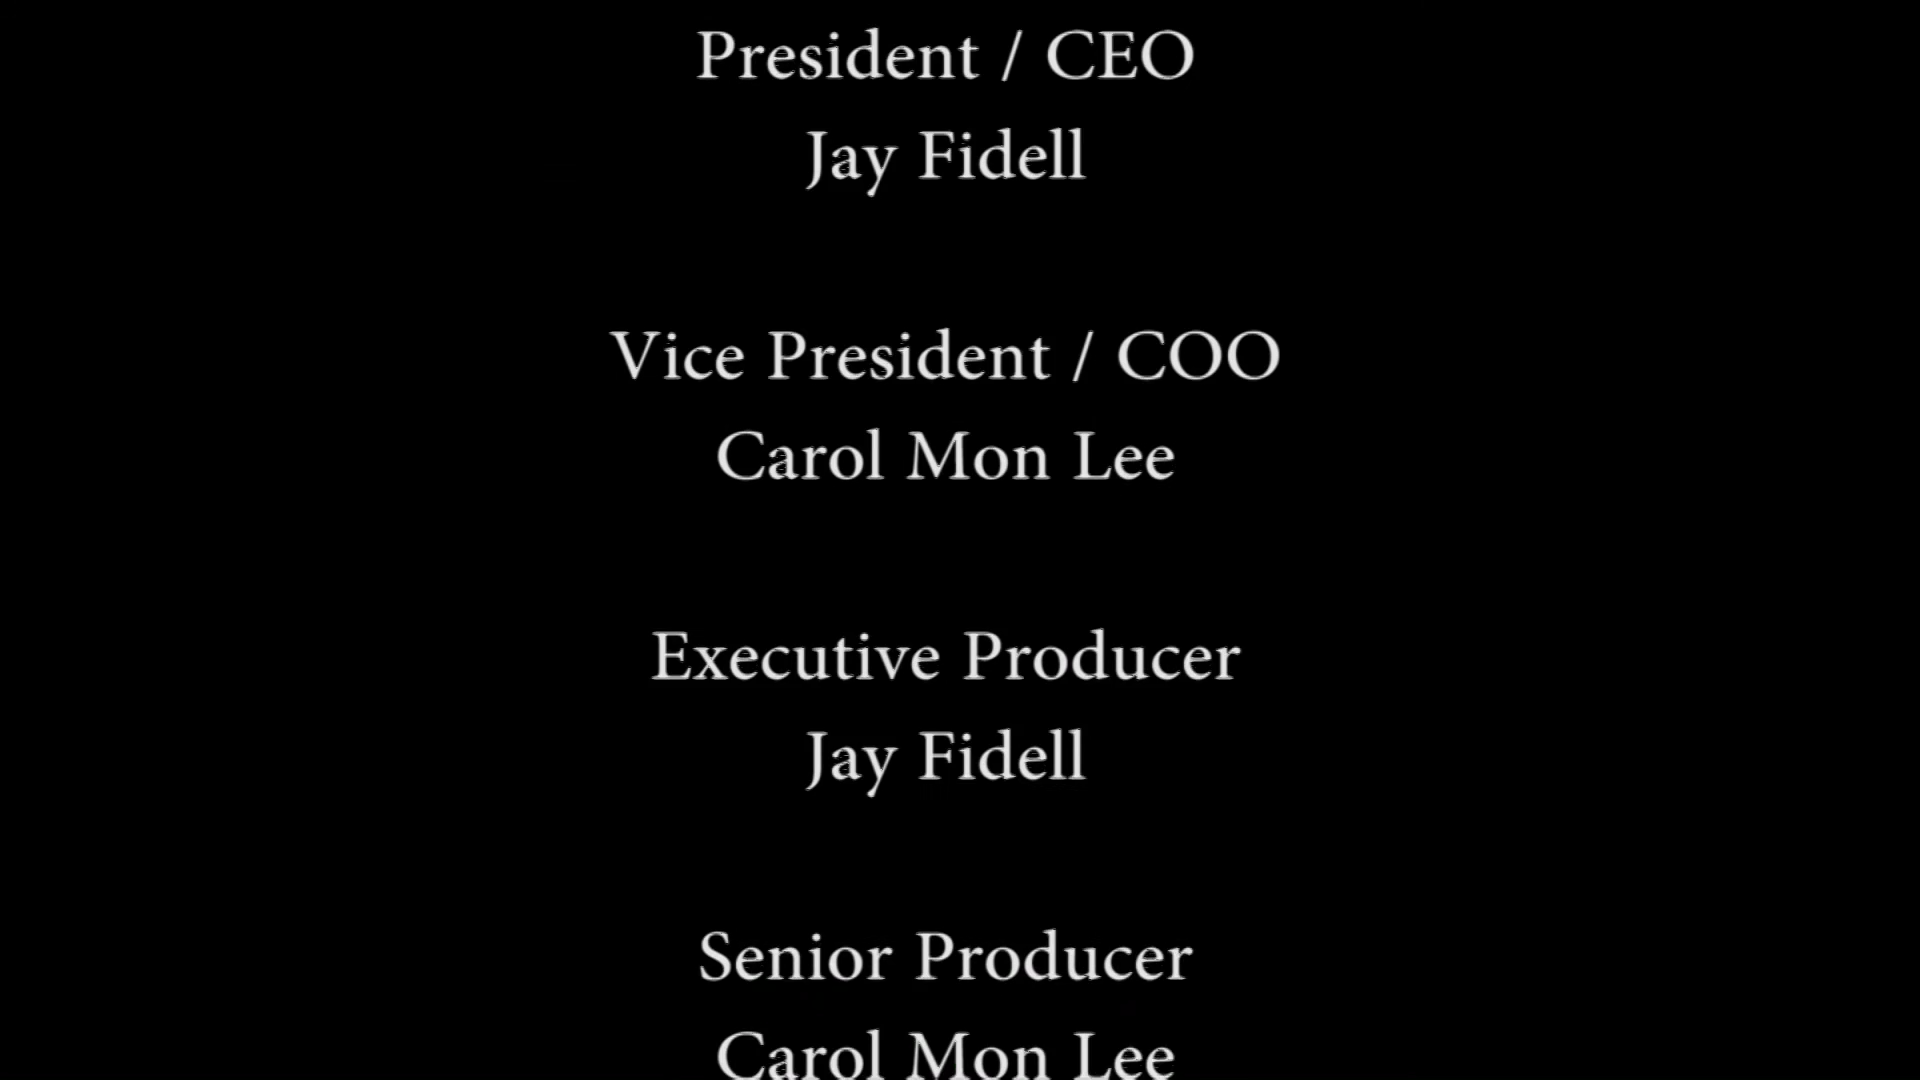 President / CEO
Jay Fidell
Vice President / COO
Carol Mon Lee
Executive Producer
Jay Fidell
Senior Producer
Carol Mon Lee